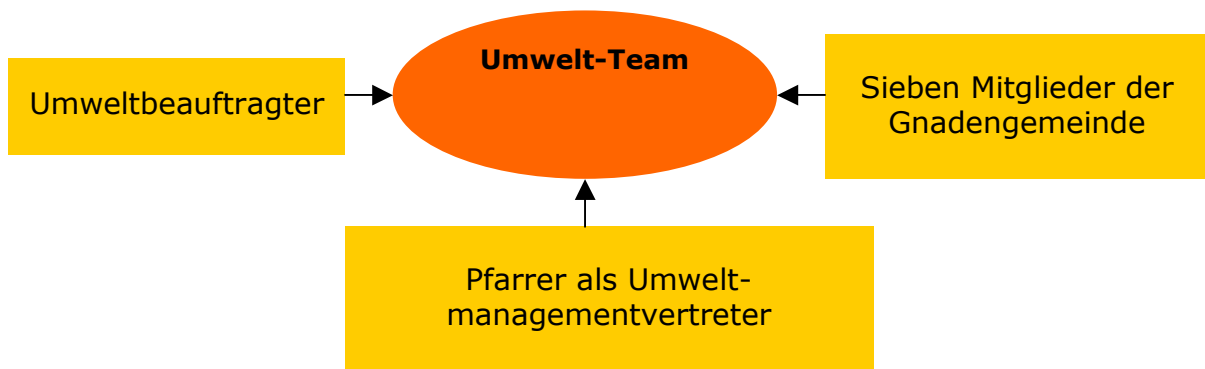 Umwelt-Team
Umweltbeauftragter
Sieben Mitglieder der
Gnadengemeinde
Pfarrer als Umwelt-
managementvertreter